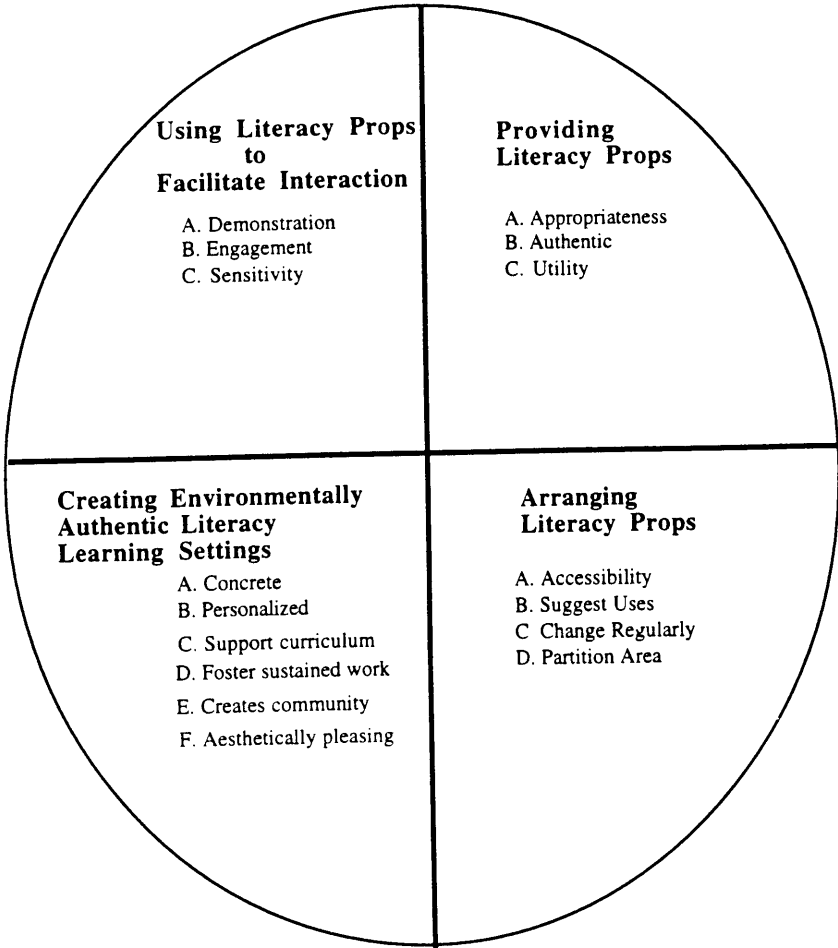 Using Literacy Props
to
Facilitate Interaction
A. Demonstration
B. Engagement
C. Sensitivity
Providing
Literacy Props
A. Appropriateness
B. Authentic
C. Utility
Creating Environmentally
Authentic Literacy
Learning Settings
A. Concrete
B. Personalized
C. Support curriculum
D. Foster sustained work
E. Creates community
F. Aesthetically pleasing
Arranging
Literacy Props
A. Accessibility
B. Suggest Uses
C Change Regularly
D. Partition Area